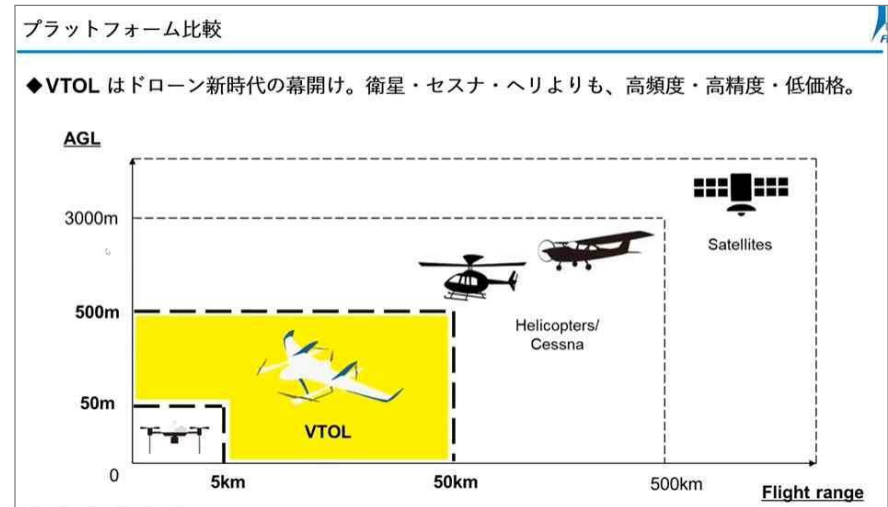 プラットフォーム比較
◆VTOL はドローン新時代の幕開け。衛星・セスナ・ヘリよりも、高頻度・高精度・低価格。
AGL
3000m
Satellites
500m
Helicopters/
Cessna
50m
VTOL
0
5km
50km
500km
Flight range